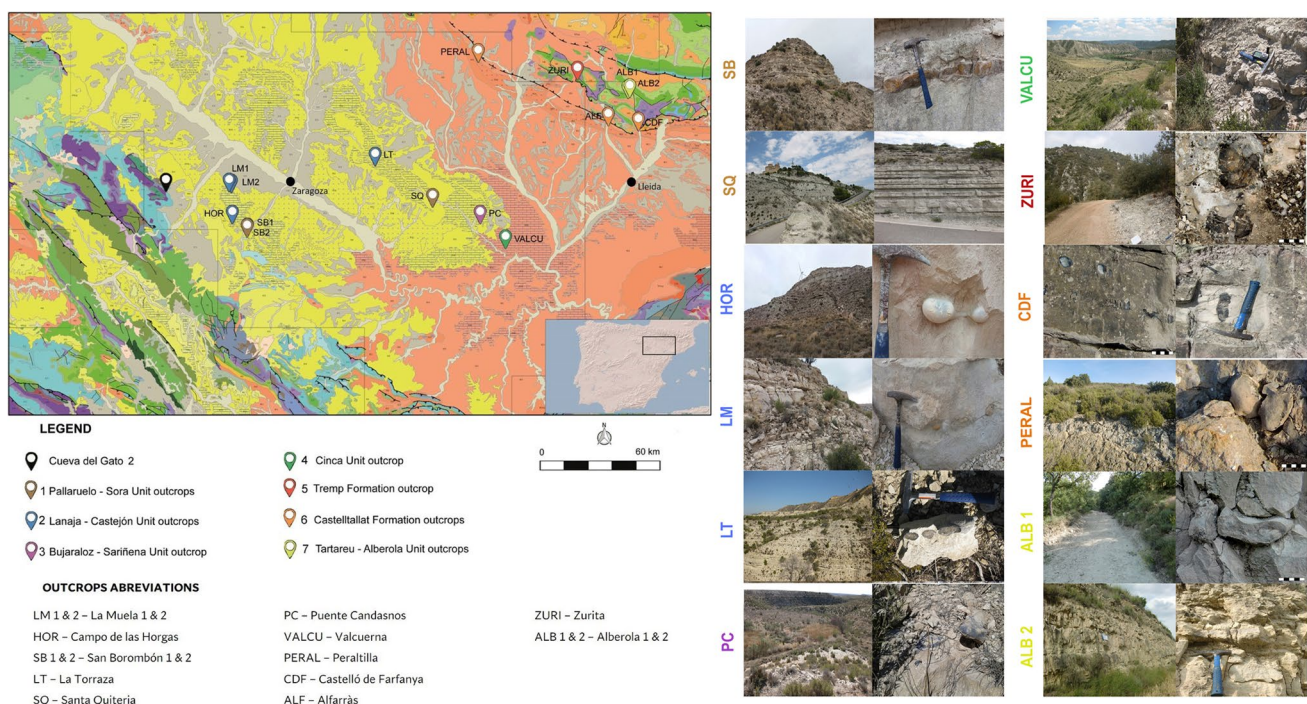 PERAL
ZURI
ALB1
ALB2
ALF
CDF
LT
LM1
LM2
Zaragoza
Lleida
SQ
HOR
PC
SB1
SB2
VALCU
LEGEND
Cueva del Gato 2
1 Pallaruelo - Sora Unit outcrops
2 Lanaja - Castejón Unit outcrops
3 Bujaraloz - Sariñena Unit outcrop
4 Cinca Unit outcrop
5 Tremp Formation outcrop
6 Castelltallat Formation outcrops
7 Tartareu - Alberola Unit outcrops
N
0 60 km
OUTCROPS ABREVIATIONS
LM 1 & 2 – La Muela 1 & 2
HOR – Campo de las Horgas
SB 1 & 2 – San Borombón 1 & 2
LT – La Torraza
SQ – Santa Quiteria
PC – Puente Candasnos
VALCU – Valcuerna
PERAL – Peraltilla
CDF – Castelló de Farfanya
ALF – Alfarràs
ZURI – Zurita
ALB 1 & 2 – Alberola 1 & 2
SB
SQ
HOR
LM
LT
PC
VALCU
ZURI
CDF
PERAL
ALB 1
ALB 2